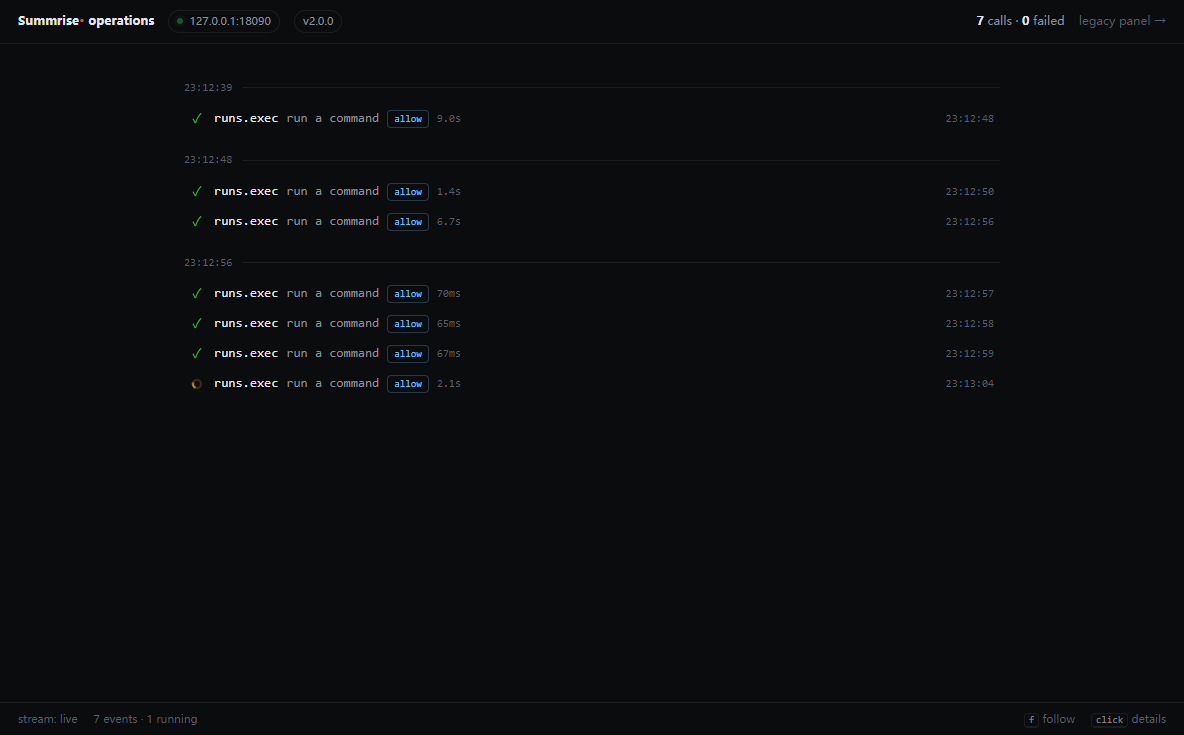 Summrise· operations 127.0.0.1:18090 v2.0.0 7 calls · 0 failed legacy panel →
23:12:39
✓ runs.exec run a command allow 9.0s 23:12:48
23:12:48
✓ runs.exec run a command allow 1.4s 23:12:50
✓ runs.exec run a command allow 6.7s 23:12:56
23:12:56
✓ runs.exec run a command allow 70ms 23:12:57
✓ runs.exec run a command allow 65ms 23:12:58
✓ runs.exec run a command allow 67ms 23:12:59
runs.exec run a command allow 2.1s 23:13:04
stream: live 7 events · 1 running f follow click details